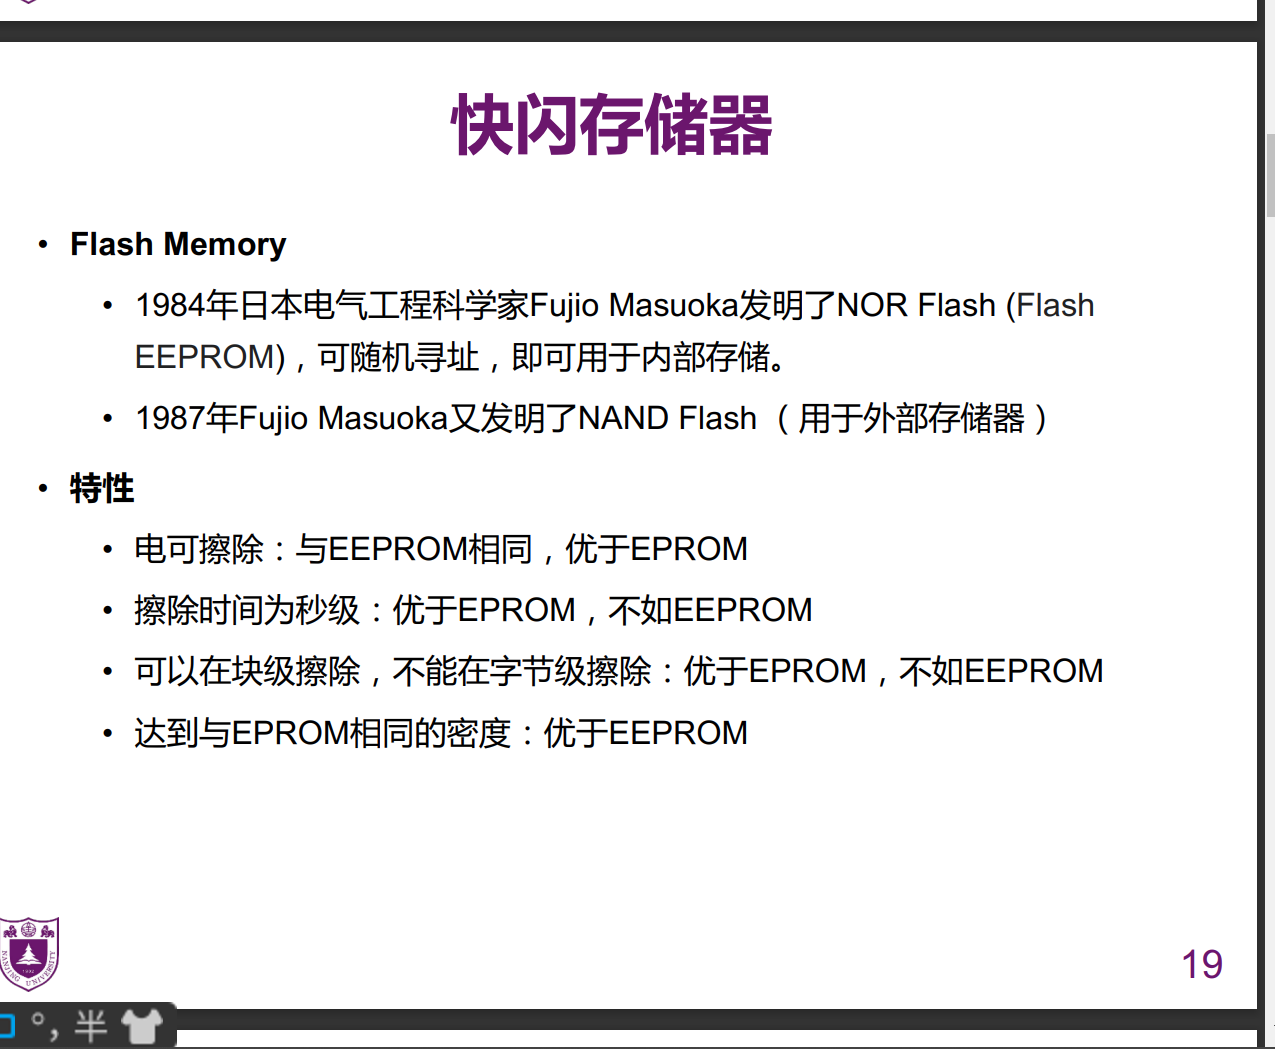 快闪存储器
• Flash Memory
• 1984年日本电气工程科学家Fujio Masuoka发明了NOR Flash (Flash
EEPROM)，可随机寻址，即可用于内部存储。
• 1987年Fujio Masuoka又发明了NAND Flash（用于外部存储器）
• 特性
• 电可擦除：与EEPROM相同，优于EPROM
• 擦除时间为秒级：优于EPROM，不如EEPROM
• 可以在块级擦除，不能在字节级擦除：优于EPROM，不如EEPROM
• 达到与EPROM相同的密度：优于EEPROM
NANJING UNIVERSITY
19
°，半